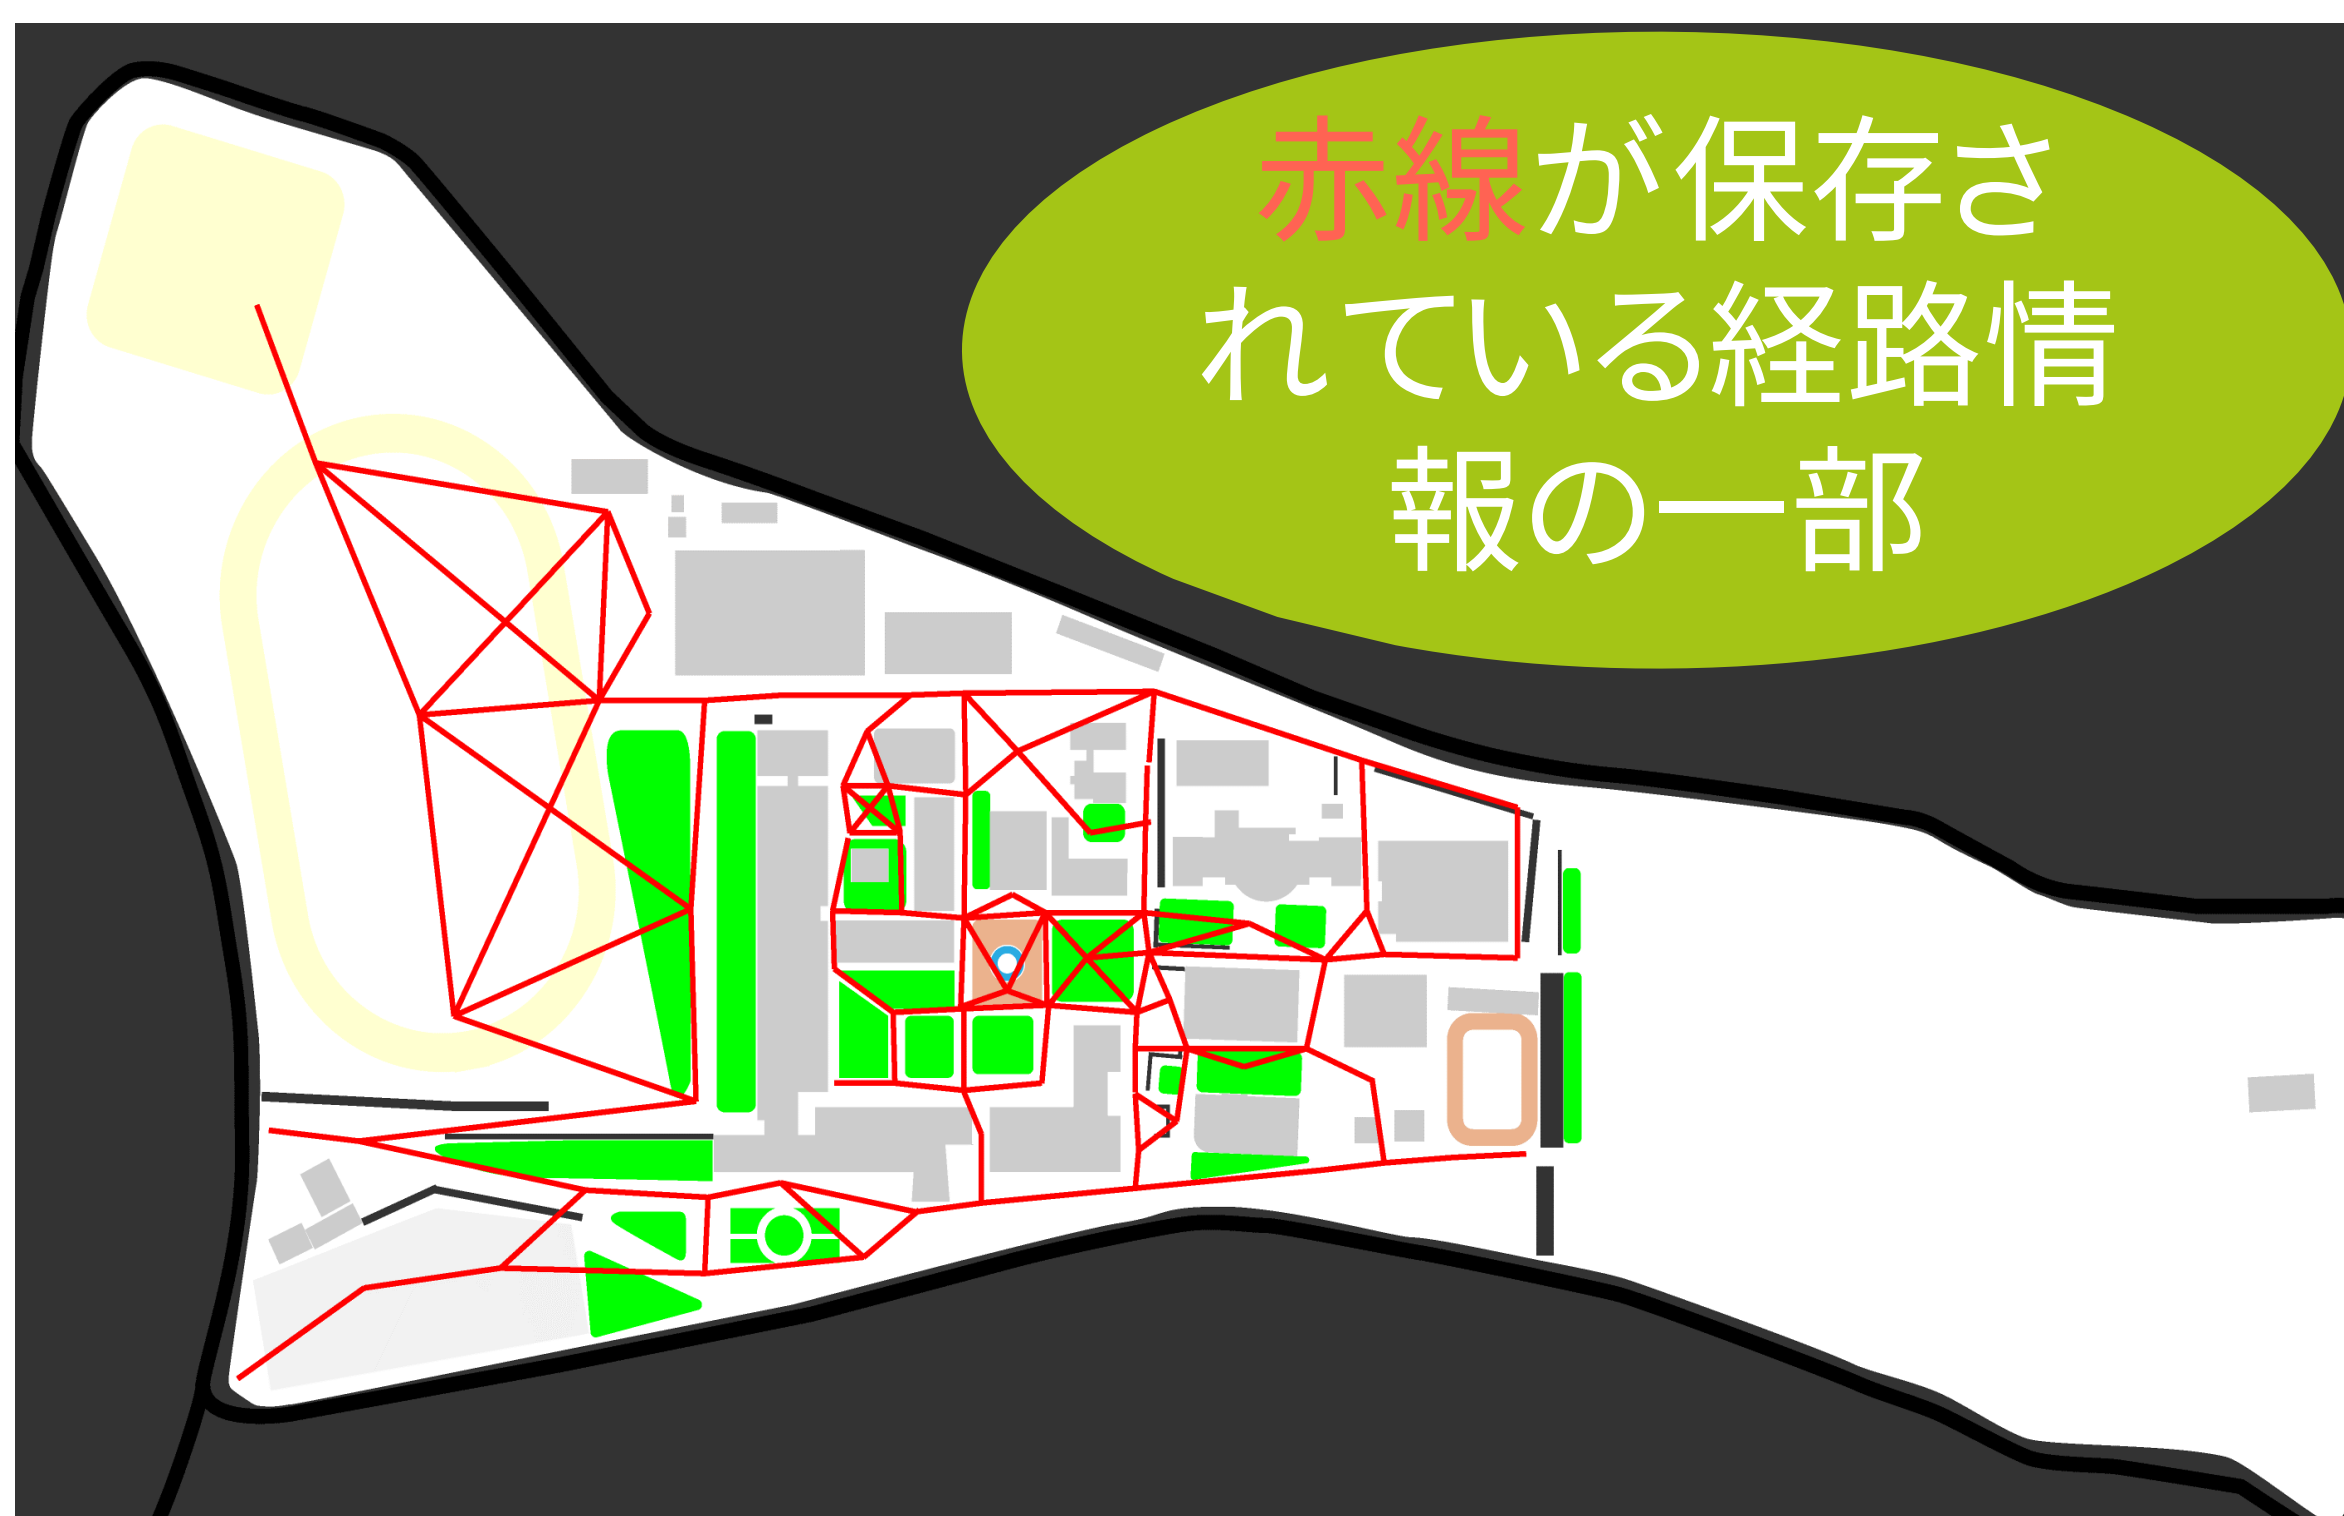 赤線が保存さ
れている経路情
報の一部